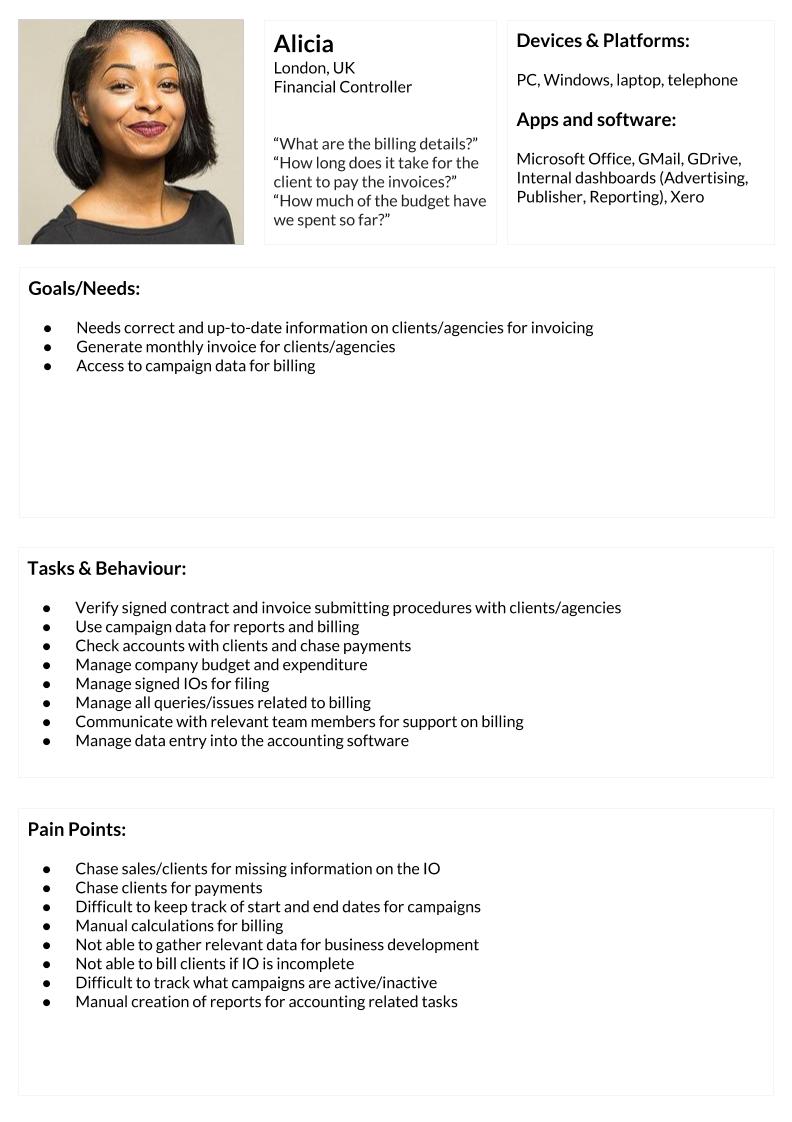 Alicia
London, UK
Financial Controller
“What are the billing details?”
“How long does it take for the
client to pay the invoices?”
“How much of the budget have
we spent so far?”
Devices & Platforms:
PC, Windows, laptop, telephone
Apps and software:
Microsoft Office, GMail, GDrive,
Internal dashboards (Advertising,
Publisher, Reporting), Xero
Goals/Needs:
● Needs correct and up-to-date information on clients/agencies for invoicing
● Generate monthly invoice for clients/agencies
● Access to campaign data for billing
Tasks & Behaviour:
● Verify signed contract and invoice submitting procedures with clients/agencies
● Use campaign data for reports and billing
● Check accounts with clients and chase payments
● Manage company budget and expenditure
● Manage signed IOs for filing
● Manage all queries/issues related to billing
● Communicate with relevant team members for support on billing
● Manage data entry into the accounting software
Pain Points:
● Chase sales/clients for missing information on the IO
● Chase clients for payments
● Difficult to keep track of start and end dates for campaigns
● Manual calculations for billing
● Not able to gather relevant data for business development
● Not able to bill clients if IO is incomplete
● Difficult to track what campaigns are active/inactive
● Manual creation of reports for accounting related tasks